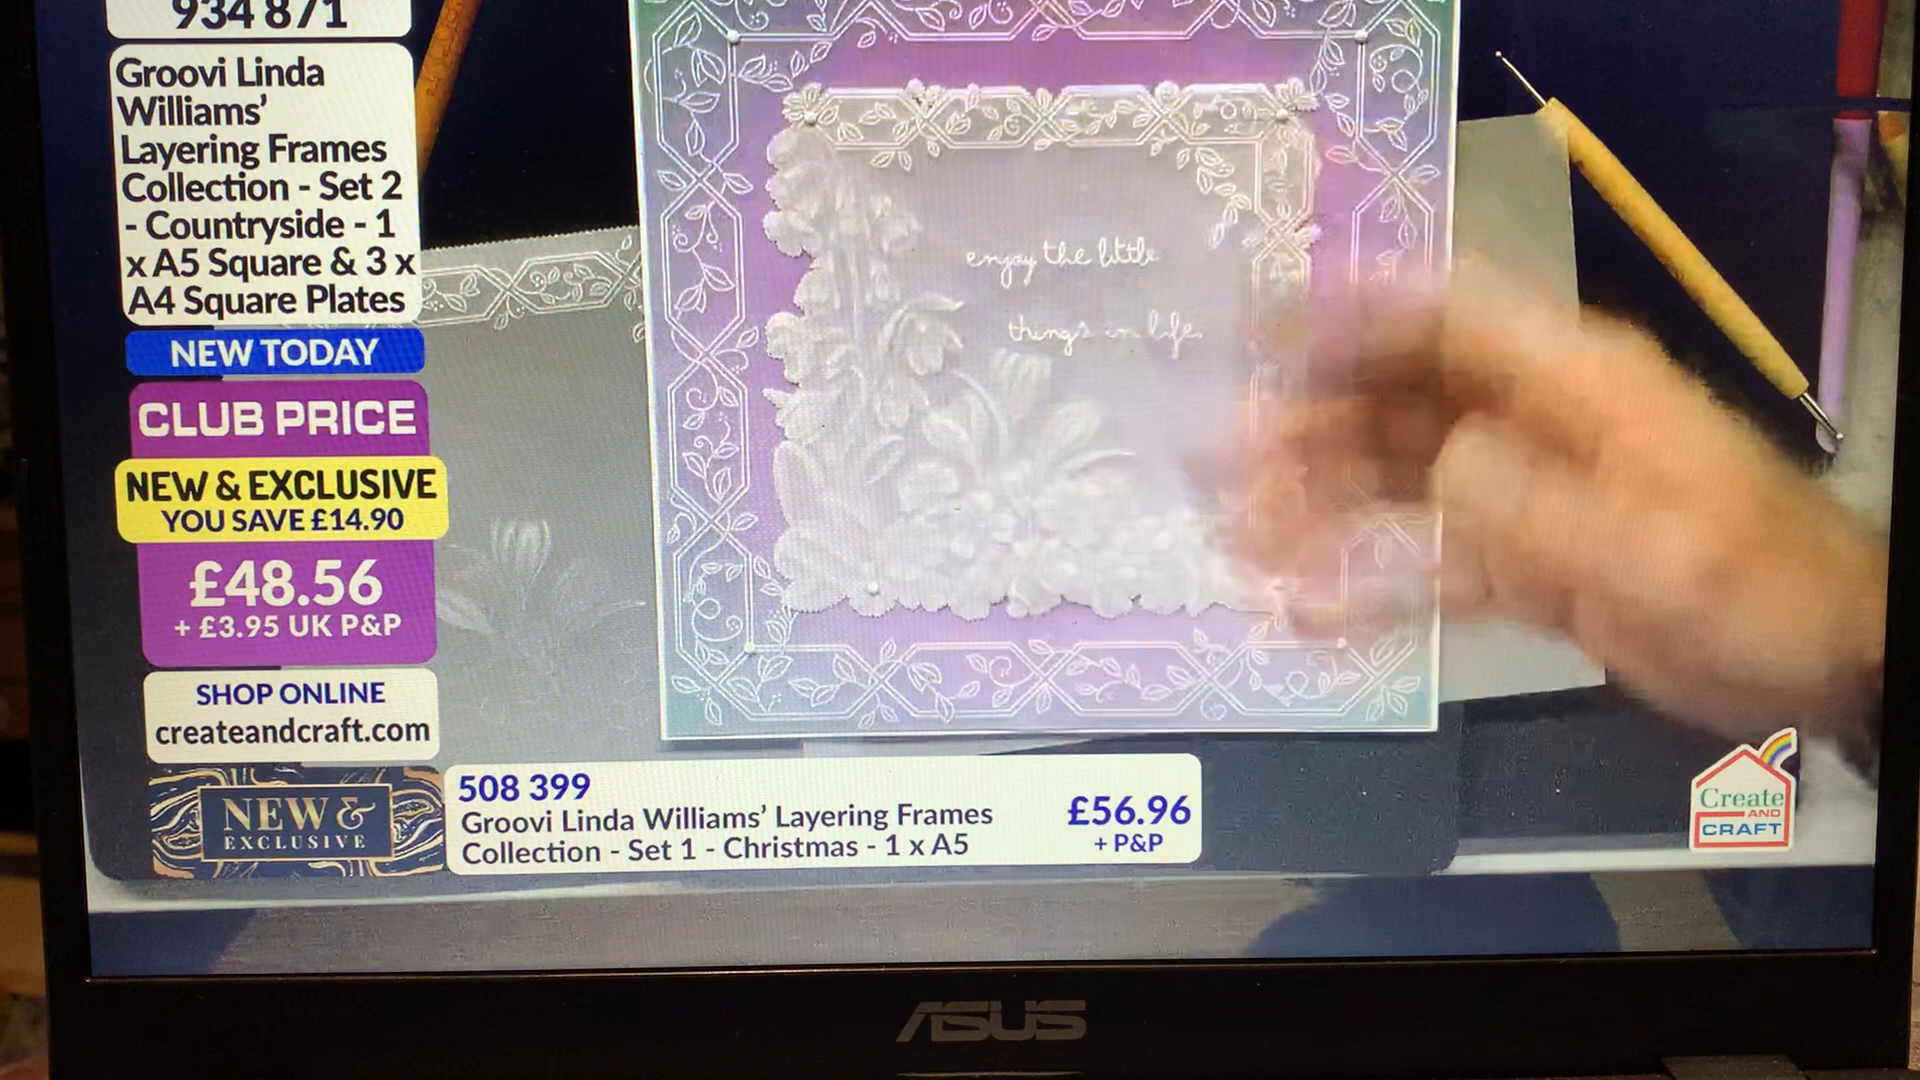 934 871
Groovi Linda
Williams’
Layering Frames
Collection - Set 2
- Countryside - 1
x A5 Square & 3 x
A4 Square Plates
NEW TODAY
CLUB PRICE
NEW & EXCLUSIVE
YOU SAVE £14.90
£48.56
+ £3.95 UK P&P
SHOP ONLINE
createandcraft.com
NEW &
EXCLUSIVE
508 399
Groovi Linda Williams’ Layering Frames
Collection - Set 1 - Christmas - 1 x A5
£56.96
+ P&P
enjoy the little
things in life
Create
AND
CRAFT
ASUS